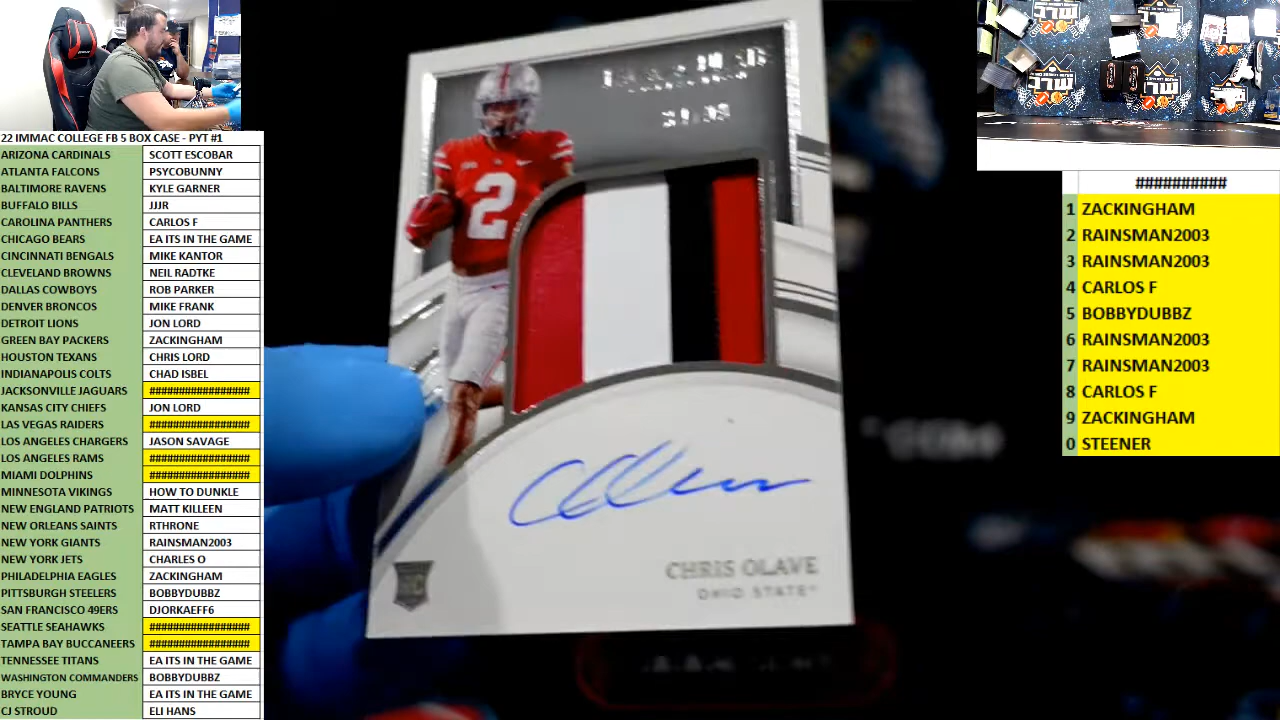 22 IMMAC COLLEGE FB 5 BOX CASE - PYT #1
ARIZONA CARDINALS SCOTT ESCOBAR
ATLANTA FALCONS PSYCOBUNNY
BALTIMORE RAVENS KYLE GARNER
BUFFALO BILLS JJJR
CAROLINA PANTHERS CARLOS F
CHICAGO BEARS EA ITS IN THE GAME
CINCINNATI BENGALS MIKE KANTOR
CLEVELAND BROWNS NEIL RADTKE
DALLAS COWBOYS ROB PARKER
DENVER BRONCOS MIKE FRANK
DETROIT LIONS JON LORD
GREEN BAY PACKERS ZACKINGHAM
HOUSTON TEXANS CHRIS LORD
INDIANAPOLIS COLTS CHAD ISBEL
JACKSONVILLE JAGUARS #################
KANSAS CITY CHIEFS JON LORD
LAS VEGAS RAIDERS #################
LOS ANGELES CHARGERS JASON SAVAGE
LOS ANGELES RAMS #################
MIAMI DOLPHINS #################
MINNESOTA VIKINGS HOW TO DUNKLE
NEW ENGLAND PATRIOTS MATT KILLEEN
NEW ORLEANS SAINTS RTHRONE
NEW YORK GIANTS RAINSMAN2003
NEW YORK JETS CHARLES O
PHILADELPHIA EAGLES ZACKINGHAM
PITTSBURGH STEELERS BOBBYDUBBZ
SAN FRANCISCO 49ERS DJORKAEFF6
SEATTLE SEAHAWKS #################
TAMPA BAY BUCCANEERS #################
TENNESSEE TITANS EA ITS IN THE GAME
WASHINGTON COMMANDERS BOBBYDUBBZ
BRYCE YOUNG EA ITS IN THE GAME
CJ STROUD ELI HANS
2
CHRIS OLAVE
OHIO STATE
RC
##########
1 ZACKINGHAM
2 RAINSMAN2003
3 RAINSMAN2003
4 CARLOS F
5 BOBBYDUBBZ
6 RAINSMAN2003
7 RAINSMAN2003
8 CARLOS F
9 ZACKINGHAM
0 STEENER